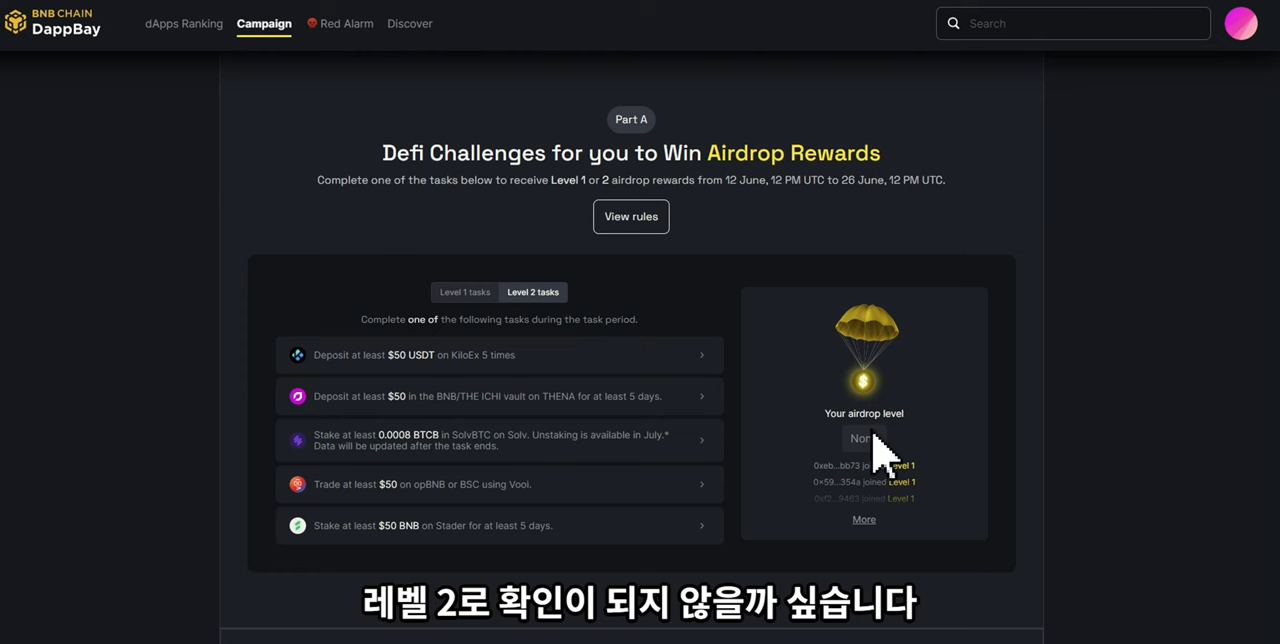 BNB CHAIN
DappBay
dApps Ranking
Campaign
Red Alarm
Discover
Search
Part A
Defi Challenges for you to Win Airdrop Rewards
Complete one of the tasks below to receive Level 1 or 2 airdrop rewards from 12 June, 12 PM UTC to 26 June, 12 PM UTC.
View rules
Level 1 tasks
Level 2 tasks
Complete one of the following tasks during the task period.
Deposit at least $50 USDT on KiloEx 5 times
Deposit at least $50 in the BNB/THE ICHI vault on THENA for at least 5 days.
Stake at least 0.0008 BTCB in SolvBTC on Solv. Unstaking is available in July.*
Data will be updated after the task ends.
Trade at least $50 on opBNB or BSC using Vooi.
Stake at least $50 BNB on Stader for at least 5 days.
Your airdrop level
0xeb...bb73
1
0x59...354a joined Level 1
0xf2...9463 joined Level 1
More
레벨 2로 확인이 되지 않을까 싶습니다